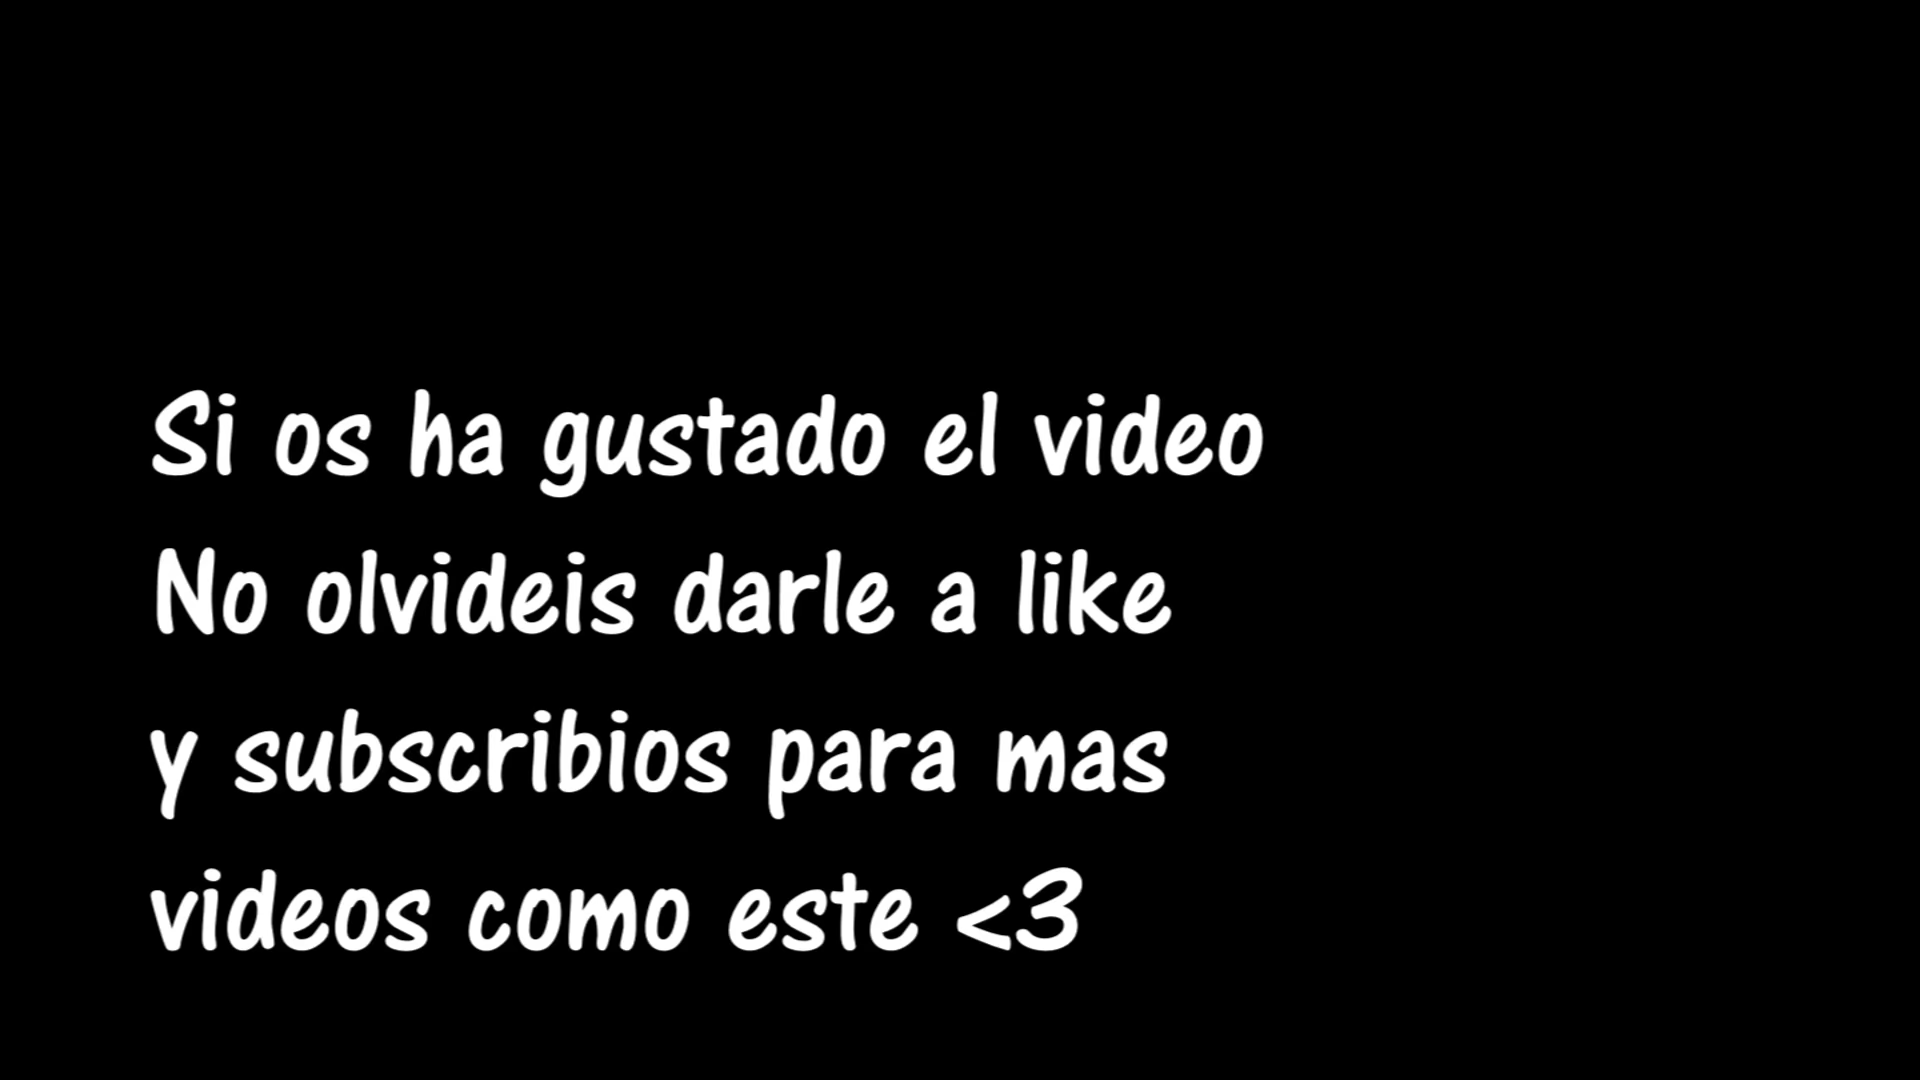 Si os ha gustado el video
No olvideis darle a like
y subscribios para mas
videos como este <3